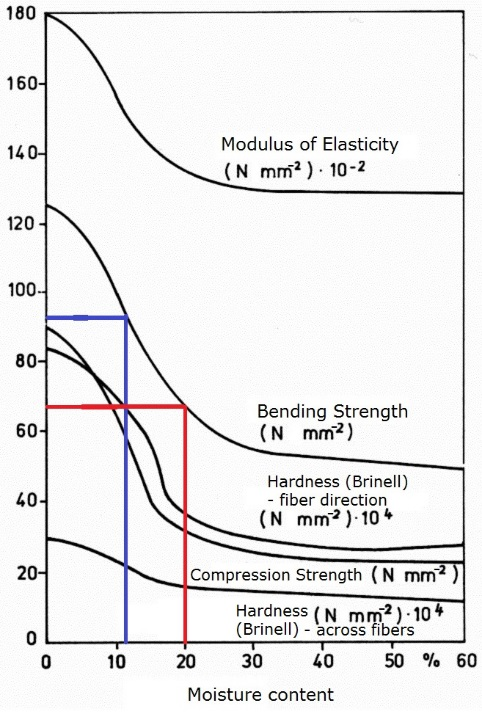 180
160
140
120
100
80
60
40
20
0
Modulus of Elasticity
(N mm⁻²) · 10⁻²
Bending Strength
(N mm⁻²)
Hardness (Brinell)
- fiber direction
(N mm⁻²) · 10⁴
Compression Strength (N mm⁻²)
Hardness (N mm⁻²) · 10⁴
(Brinell) - across fibers
0 10 20 30 40 50 % 60
Moisture content